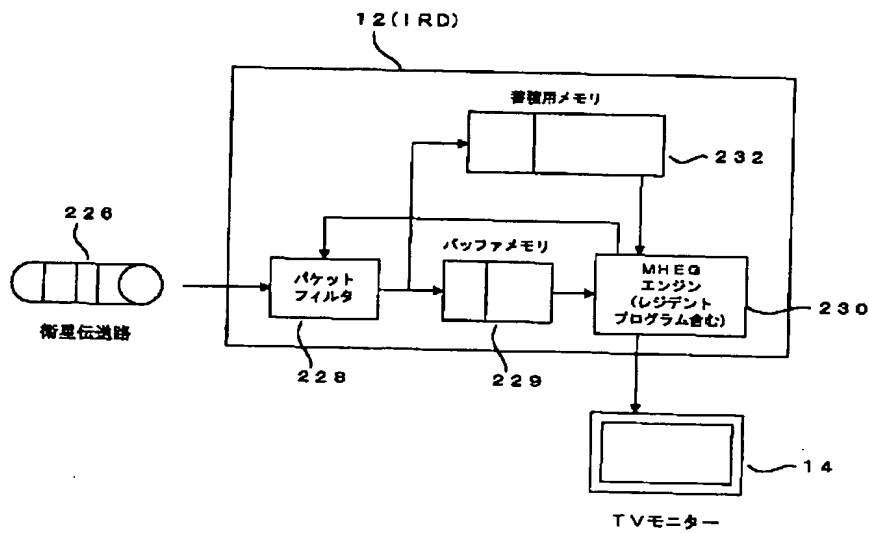 12(IRD)
蓄積用メモリ
232
226
バッファメモリ
パケット
フィルタ
MHEG
エンジン
(レジデント
プログラム含む)
230
衛星伝送路
228
229
14
TVモニター